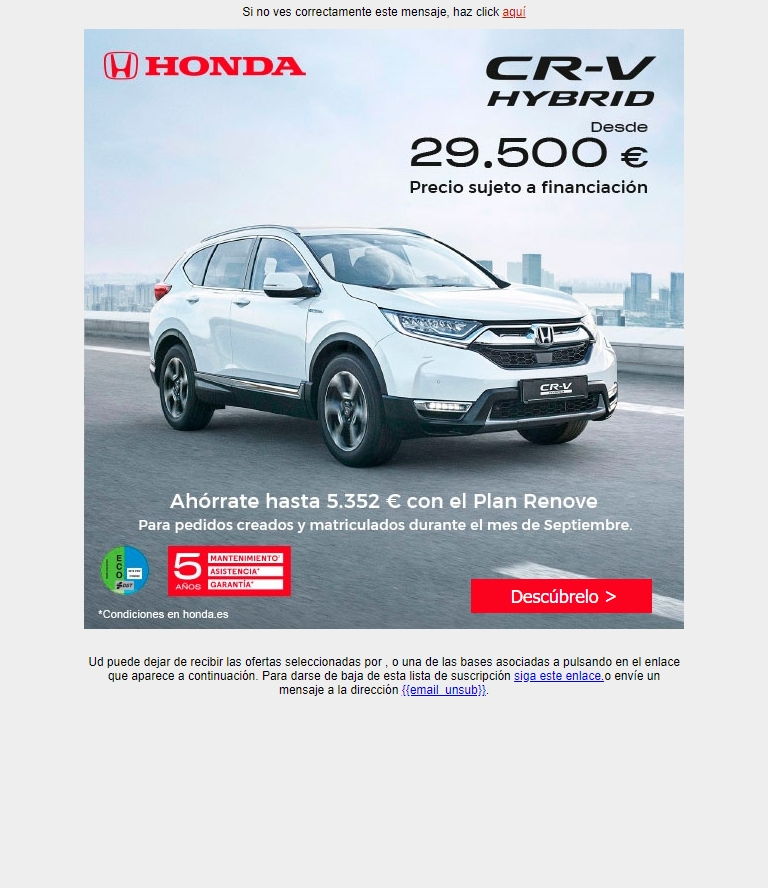 Si no ves correctamente este mensaje, haz click aquí
HONDA
CR-V
HYBRID
Desde
29.500 €
Precio sujeto a financiación
CR-V
Ahórrate hasta 5.352 € con el Plan Renove
Para pedidos creados y matriculados durante el mes de Septiembre.
ECO
5 AÑOS
MANTENIMIENTO*
ASISTENCIA*
GARANTÍA*
Descúbrelo >
*Condiciones en honda.es
Ud puede dejar de recibir las ofertas seleccionadas por , o una de las bases asociadas a pulsando en el enlace
que aparece a continuación. Para darse de baja de esta lista de suscripción siga este enlace.o envíe un
mensaje a la dirección {{email_unsub}}.